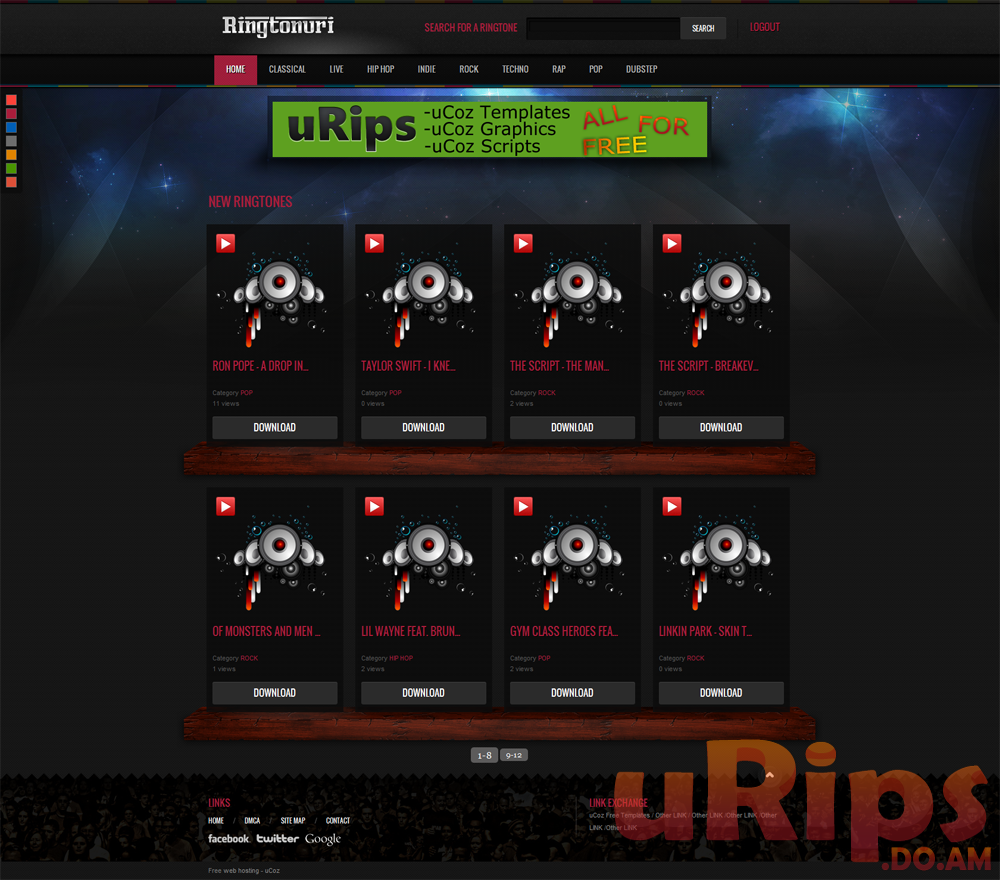 Ringtonuri
SEARCH FOR A RINGTONE
SEARCH
LOGOUT
HOME CLASSICAL LIVE HIP HOP INDIE ROCK TECHNO RAP POP DUBSTEP
uRips
-uCoz Templates
-uCoz Graphics
-uCoz Scripts
ALL FOR
FREE
NEW RINGTONES
RON POPE - A DROP IN...
Category POP
11 views
DOWNLOAD
TAYLOR SWIFT - I KNE...
Category POP
0 views
DOWNLOAD
THE SCRIPT - THE MAN...
Category ROCK
2 views
DOWNLOAD
THE SCRIPT - BREAKEV...
Category ROCK
0 views
DOWNLOAD
OF MONSTERS AND MEN ...
Category ROCK
1 views
DOWNLOAD
LIL WAYNE FEAT. BRUN...
Category HIP HOP
2 views
DOWNLOAD
GYM CLASS HEROES FEA...
Category POP
2 views
DOWNLOAD
LINKIN PARK - SKIN T...
Category ROCK
0 views
DOWNLOAD
1-8 9-12
LINKS
HOME / DMCA / SITE MAP / CONTACT
facebook twitter Google
LINK EXCHANGE
uCoz Free Templates / Other LINK / Other LINK /Other LINK /Other
LINK /Other LINK
Free web hosting - uCoz
uRips
.DO.AM